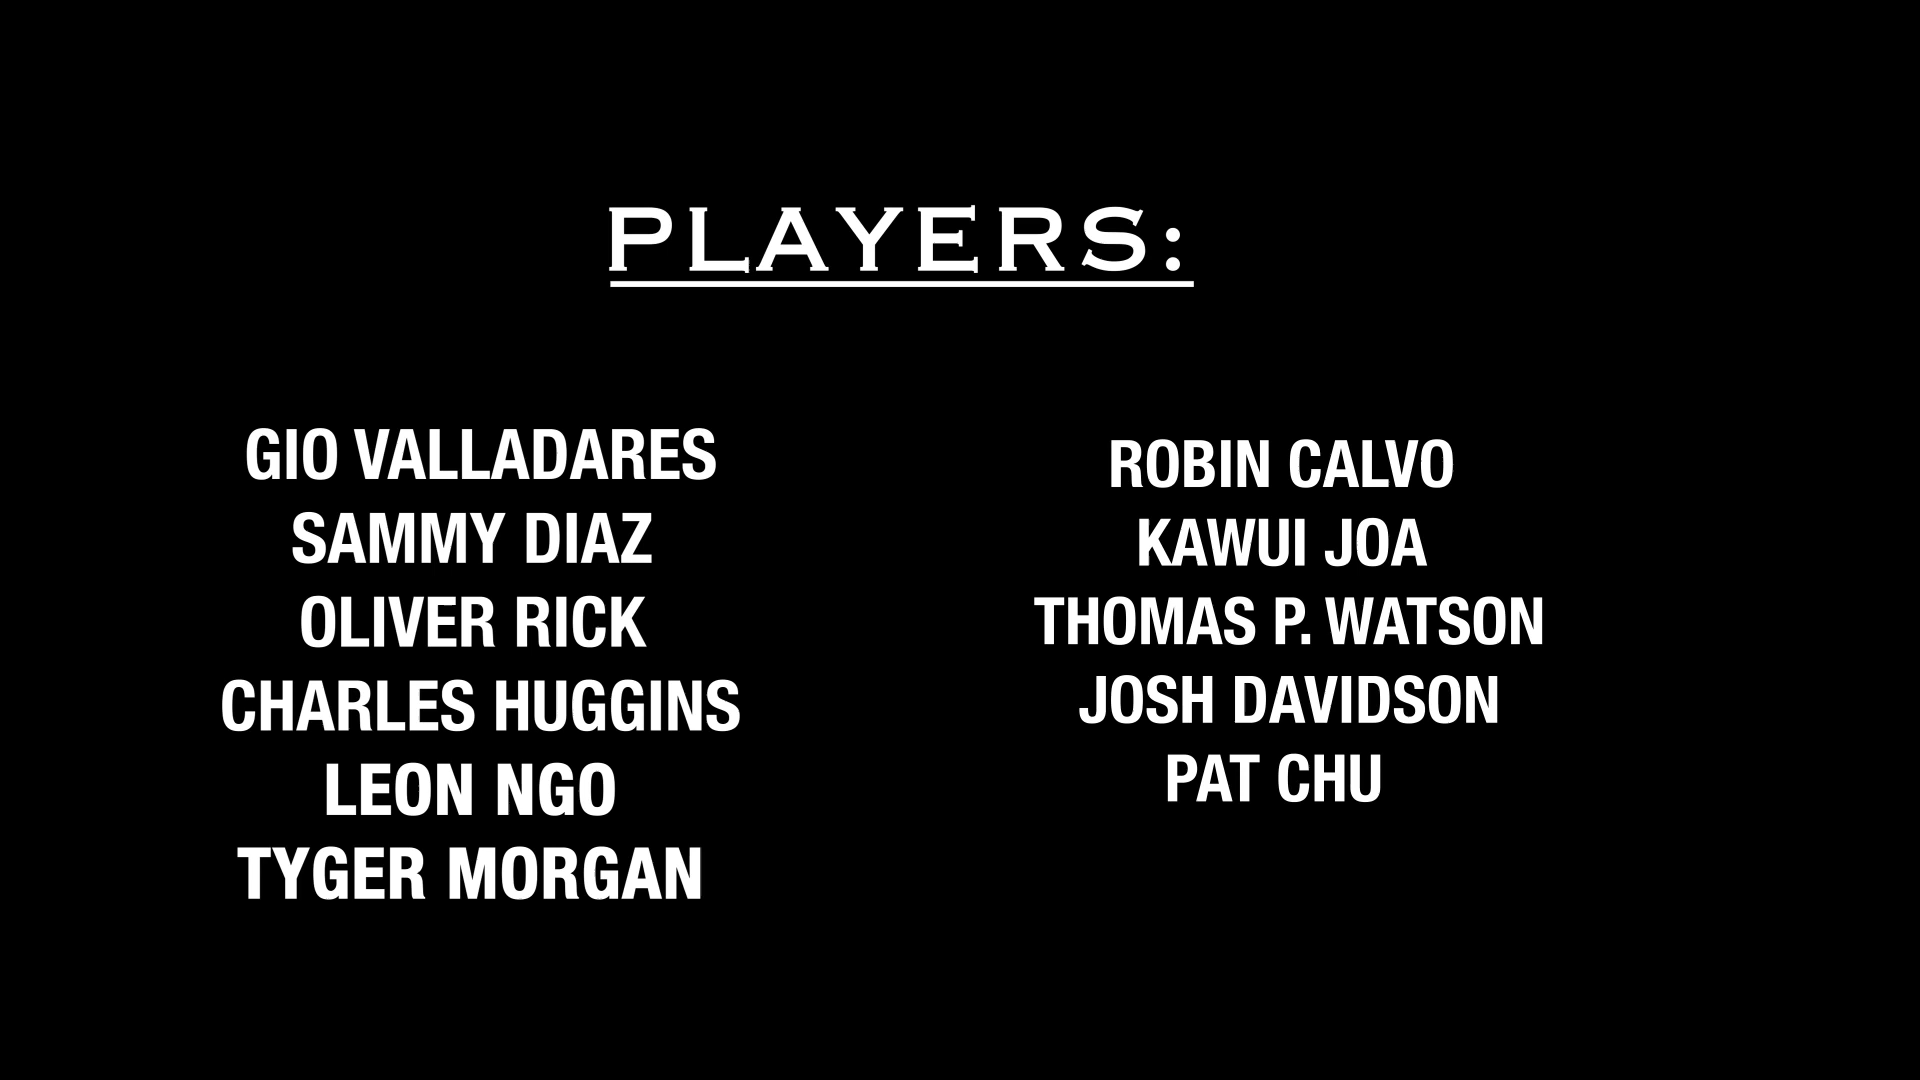 PLAYERS:
GIO VALLADARES
SAMMY DIAZ
OLIVER RICK
CHARLES HUGGINS
LEON NGO
TYGER MORGAN
ROBIN CALVO
KAWUI JOA
THOMAS P. WATSON
JOSH DAVIDSON
PAT CHU